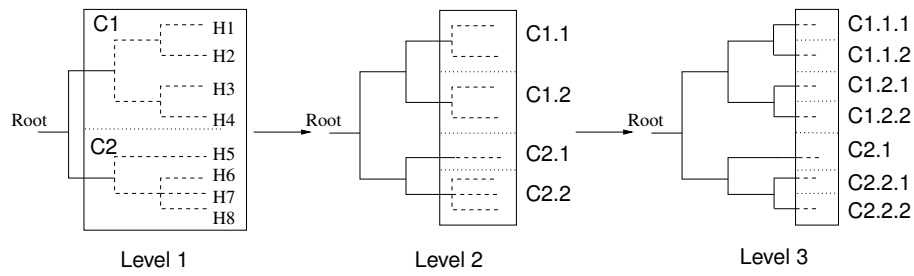 C1
H1
H2
H3
H4
Root
C2
H5
H6
H7
H8
Level 1
C1.1
C1.2
Root
C2.1
C2.2
Level 2
C1.1.1
C1.1.2
C1.2.1
C1.2.2
Root
C2.1
C2.2.1
C2.2.2
Level 3